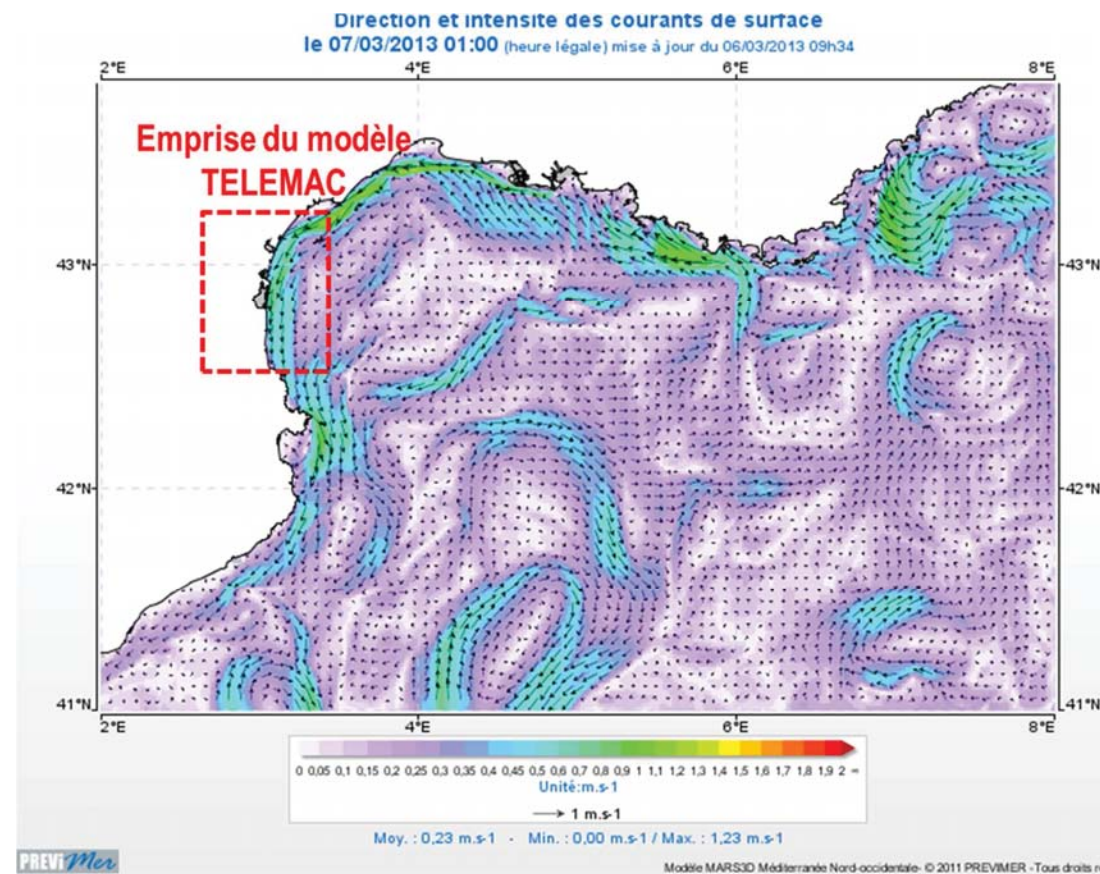 Direction et intensite des courants de surface
le 07/03/2013 01:00 (heure légale) mise à jour du 06/03/2013 09h34
2°E 4°E 6°E 8°E
Emprise du modèle
TELEMAC
43°N 43°N
42°N 42°N
41°N 41°N
2°E 4°E 6°E 8°E
0 0,05 0,1 0,15 0,2 0,25 0,3 0,35 0,4 0,45 0,5 0,6 0,7 0,8 0,9 1 1,1 1,2 1,3 1,4 1,5 1,6 1,7 1,8 1,9 2 ∞
Unité:m.s-1
1 m.s-1
Moy. : 0,23 m.s-1 - Min. : 0,00 m.s-1 / Max. : 1,23 m.s-1
PREViMer
Modèle MARS3D Méditerranée Nord-occidentale- © 2011 PREVIMER -Tous droits r